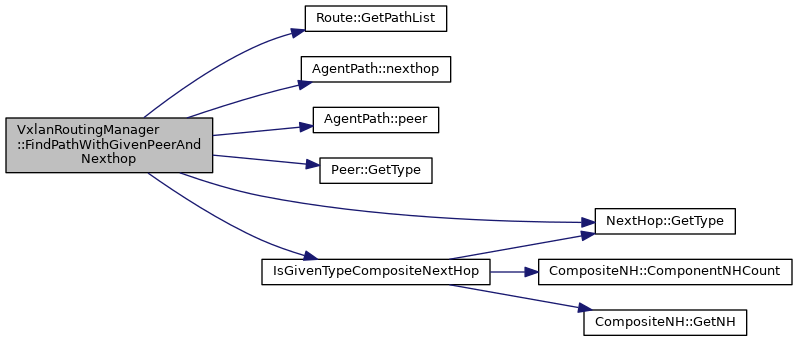 Route::GetPathList
AgentPath::nexthop
AgentPath::peer
VxlanRoutingManager
::FindPathWithGivenPeerAnd
Nexthop
Peer::GetType
NextHop::GetType
IsGivenTypeCompositeNextHop
CompositeNH::ComponentNHCount
CompositeNH::GetNH